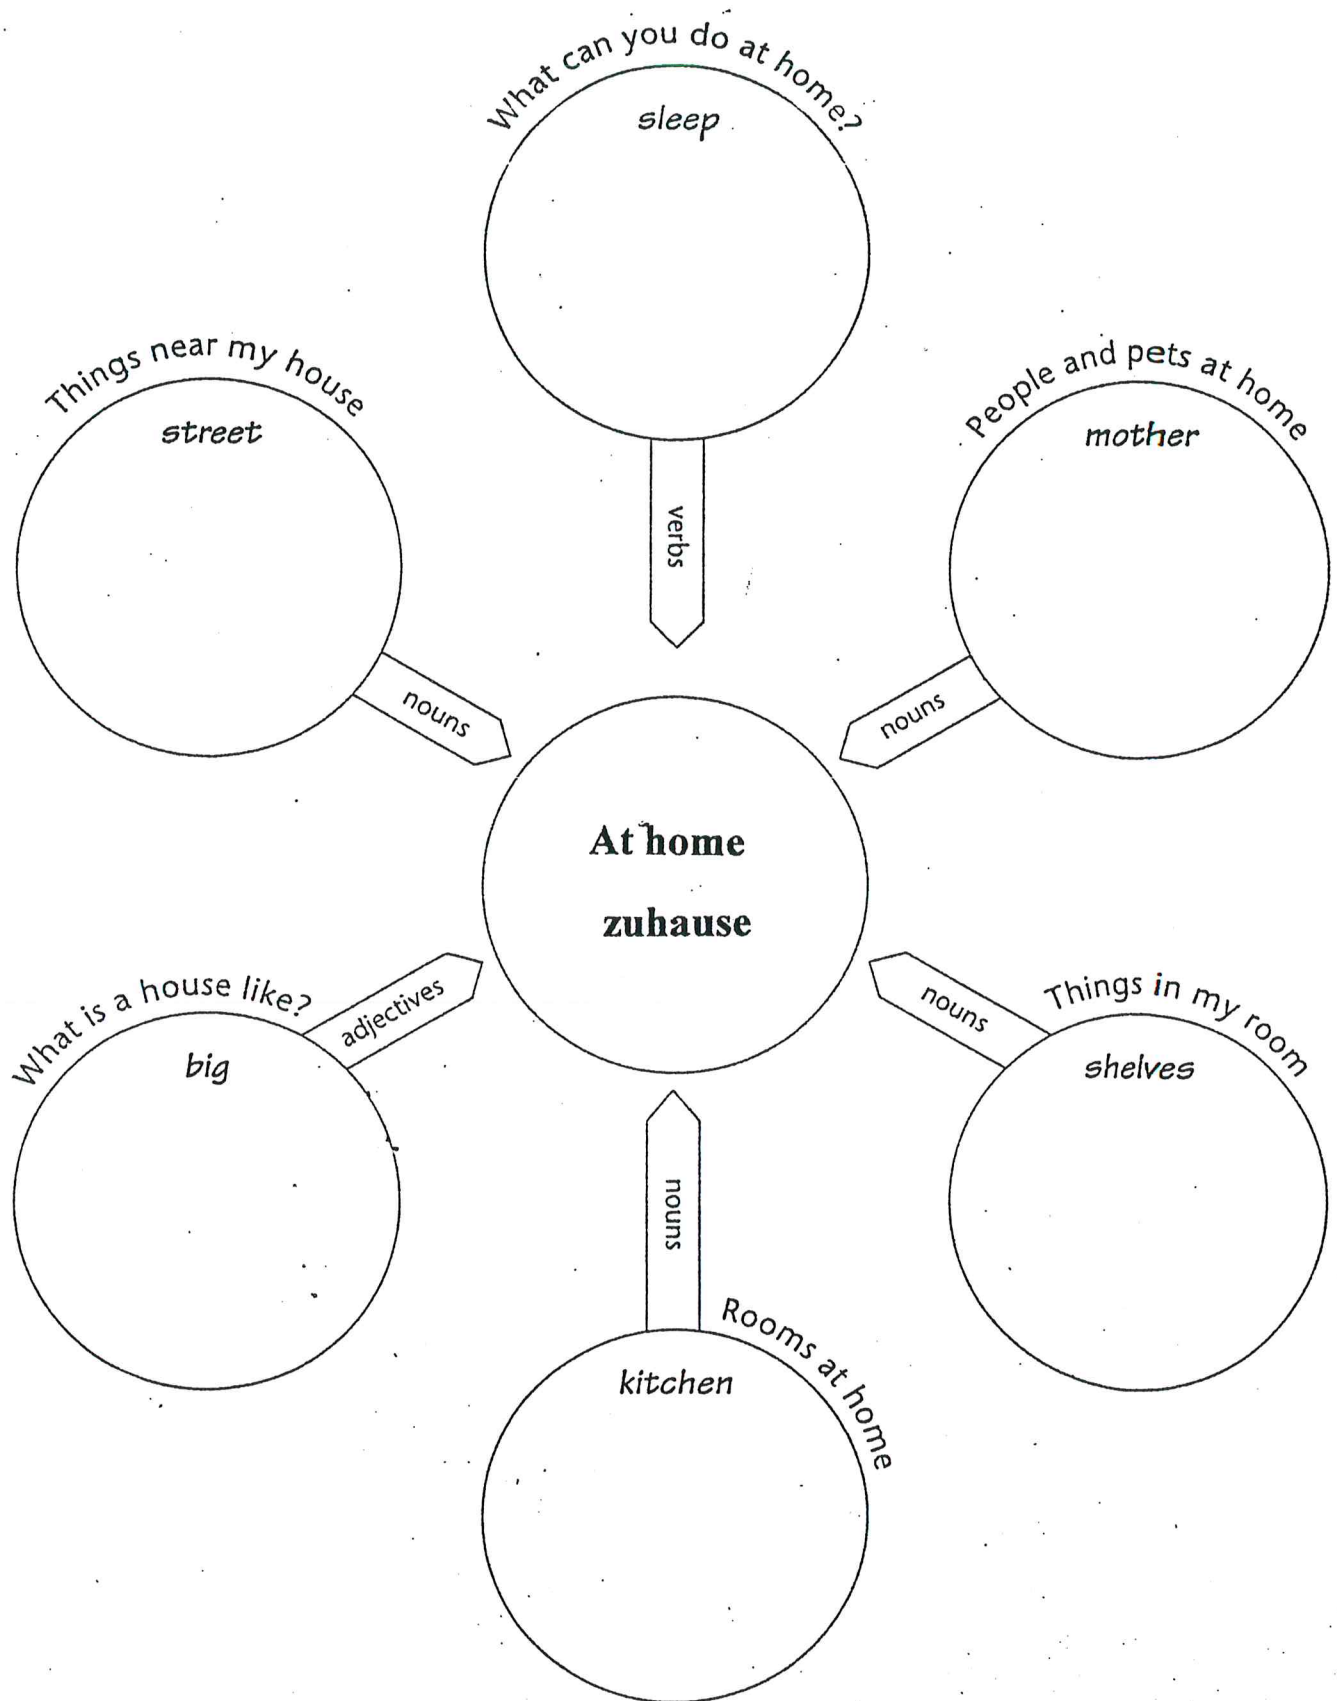 What can you do at home?
sleep
verbs
Things near my house
street
nouns
People and pets at home
mother
nouns
At home
zuhause
What is a house like?
big
adjectives
Things in my room
shelves
nouns
nouns
Rooms at home
kitchen